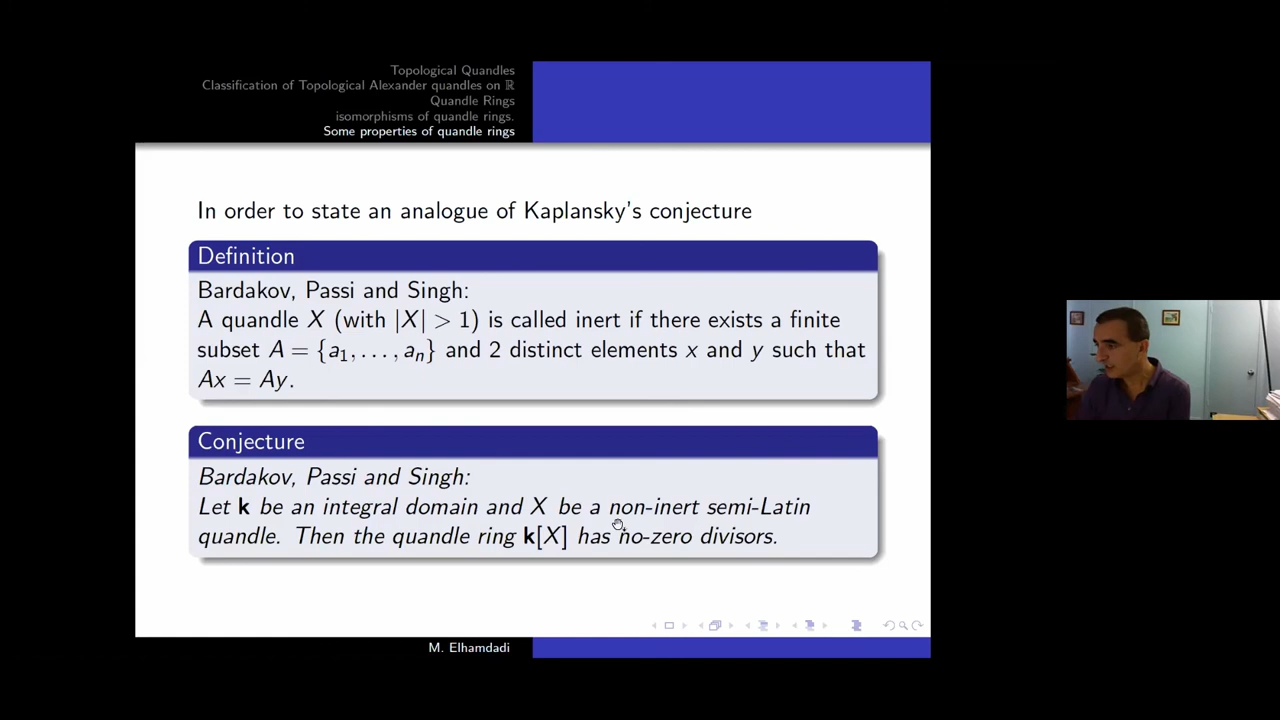 Topological Quandles
Classification of Topological Alexander quandles on ℝ
Quandle Rings
isomorphisms of quandle rings.
Some properties of quandle rings
In order to state an analogue of Kaplansky's conjecture
Definition
Bardakov, Passi and Singh:
A quandle X (with |X| > 1) is called inert if there exists a finite
subset A = {a₁, . . . , aₙ} and 2 distinct elements x and y such that
Ax = Ay.
Conjecture
Bardakov, Passi and Singh:
Let k be an integral domain and X be a non-inert semi-Latin
quandle. Then the quandle ring k[X] has no-zero divisors.
M. Elhamdadi